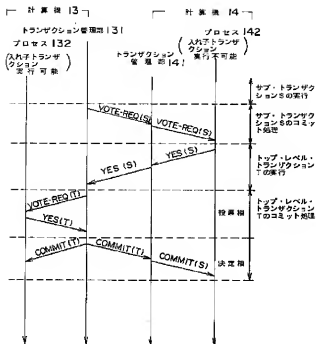 計算機 13
計算機 14
トランザクション管理部 131
プロセス 132
(入れ子トランザ
クション
実行可能)
トランザクション
管理部 141
プロセス 142
(入れ子トランザ
クション
実行不可能)
サブ・トランザ
クションSの実行
VOTE-REQ(S)
VOTE-REQ(S)
サブ・トランザ
クションSのコミット
処理
YES(S)
YES(S)
トップ・レベル・
トランザクション
Tの実行
VOTE-REQ(T)
YES(T)
投票相
トップ・レベル・
トランザクション
Tのコミット処理
COMMIT(T)
COMMIT(T)
COMMIT(S)
決定相